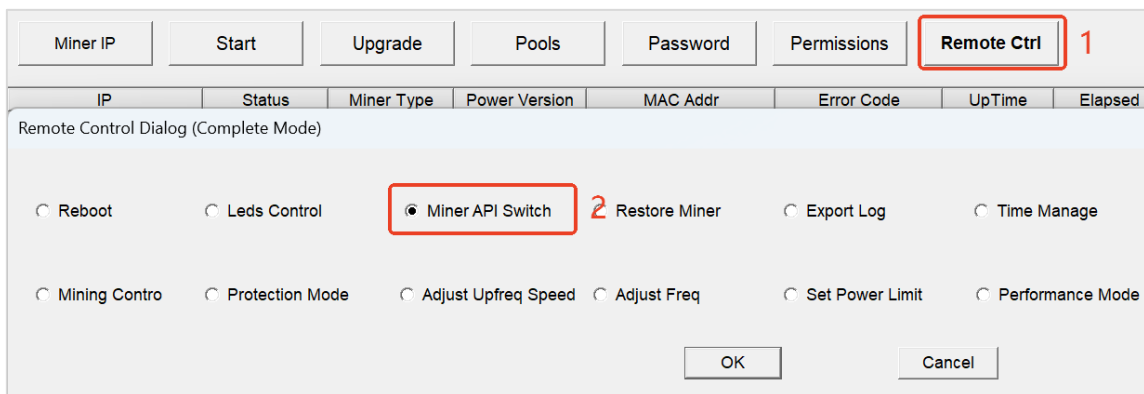 Miner IP Start Upgrade Pools Password Permissions Remote Ctrl 1
IP Status Miner Type Power Version MAC Addr Error Code UpTime Elapsed
Remote Control Dialog (Complete Mode)
Reboot Leds Control Miner API Switch 2 Restore Miner Export Log Time Manage
Mining Contro Protection Mode Adjust Upfreq Speed Adjust Freq Set Power Limit Performance Mode
OK Cancel